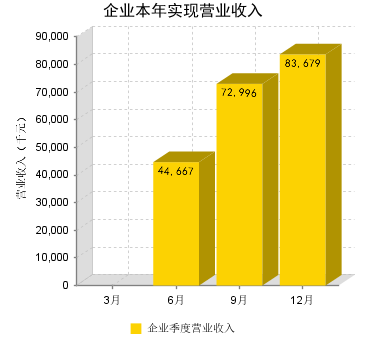 企业本年实现营业收入
营业收入（千元）
90,000
80,000
70,000
60,000
50,000
40,000
30,000
20,000
10,000
0
44,667
72,996
83,679
3月
6月
9月
12月
企业季度营业收入